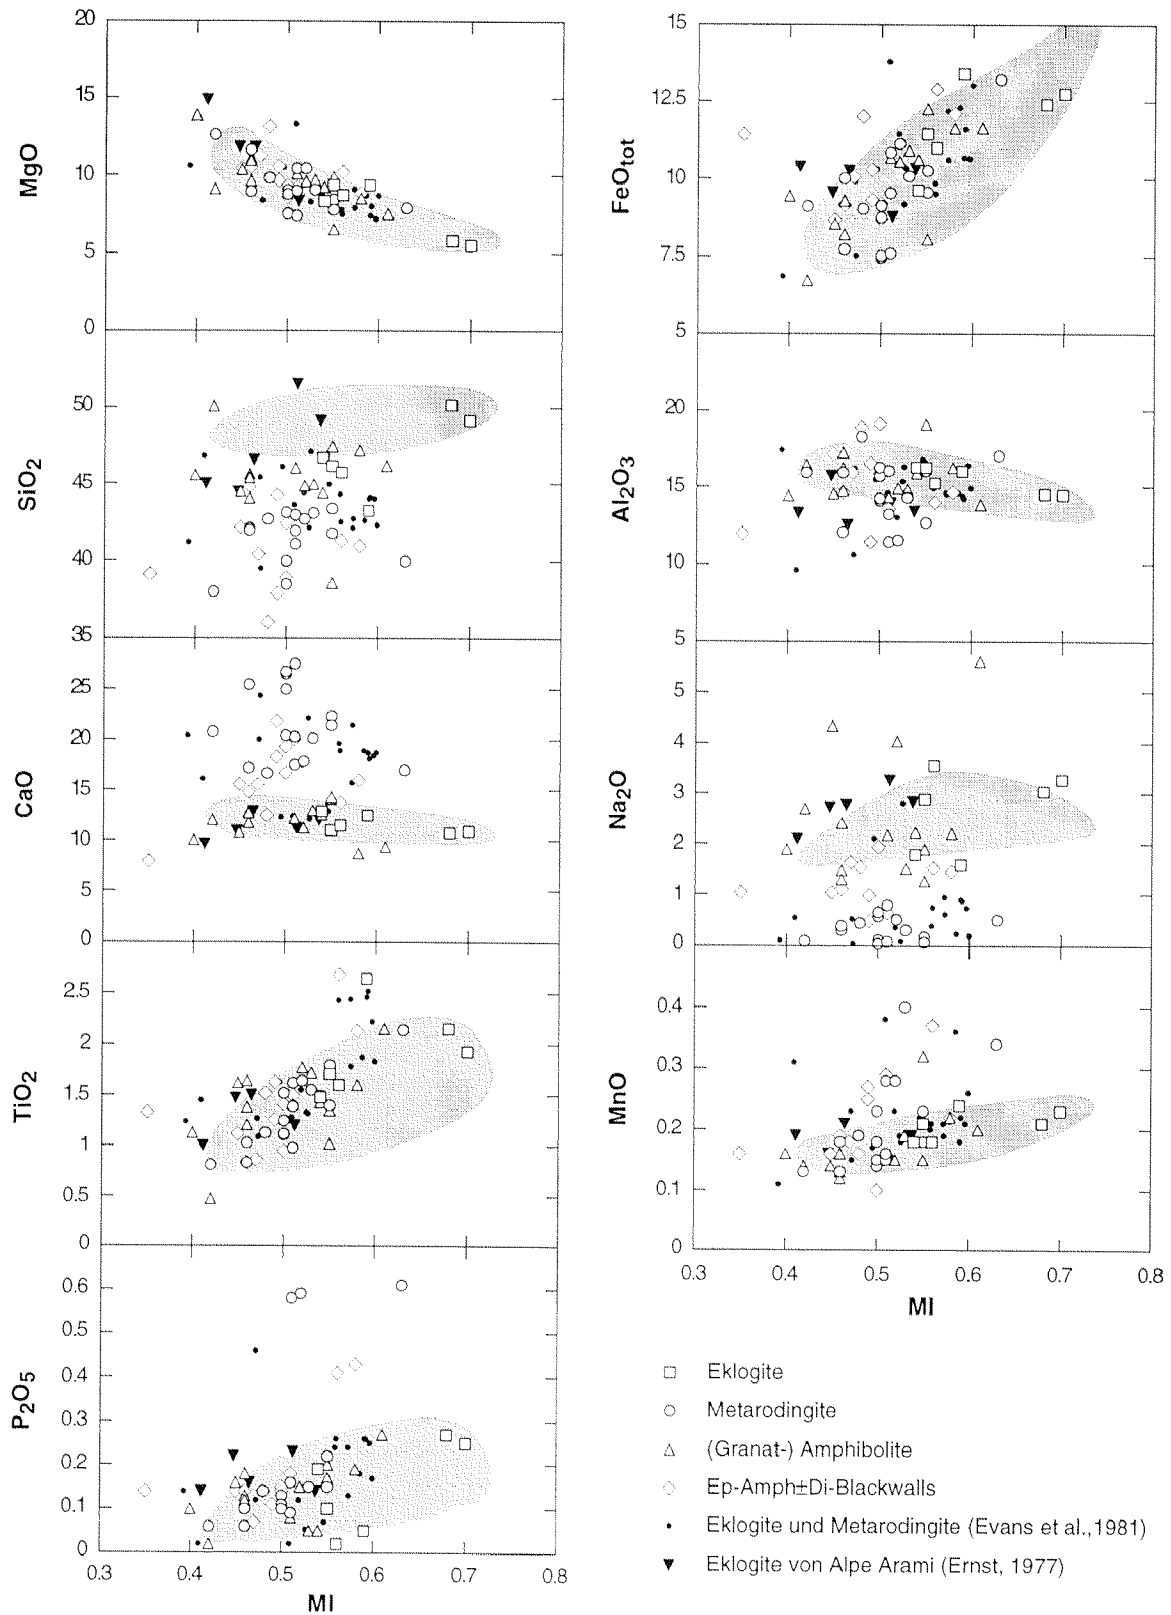 MgO
20
15
10
5
0
SiO2
50
45
40
35
CaO
25
20
15
10
5
0
TiO2
2.5
2
1.5
1
0.5
0
P2O5
0.6
0.5
0.4
0.3
0.2
0.1
0
0.3 0.4 0.5 0.6 0.7 0.8
MI
FeOtot
15
12.5
10
7.5
5
Al2O3
20
15
10
5
Na2O
5
4
3
2
1
0
MnO
0.4
0.3
0.2
0.1
0
0.3 0.4 0.5 0.6 0.7 0.8
MI
Eklogite
Metarodingite
(Granat-) Amphibolite
Ep-Amph±Di-Blackwalls
Eklogite und Metarodingite (Evans et al.,1981)
Eklogite von Alpe Arami (Ernst, 1977)